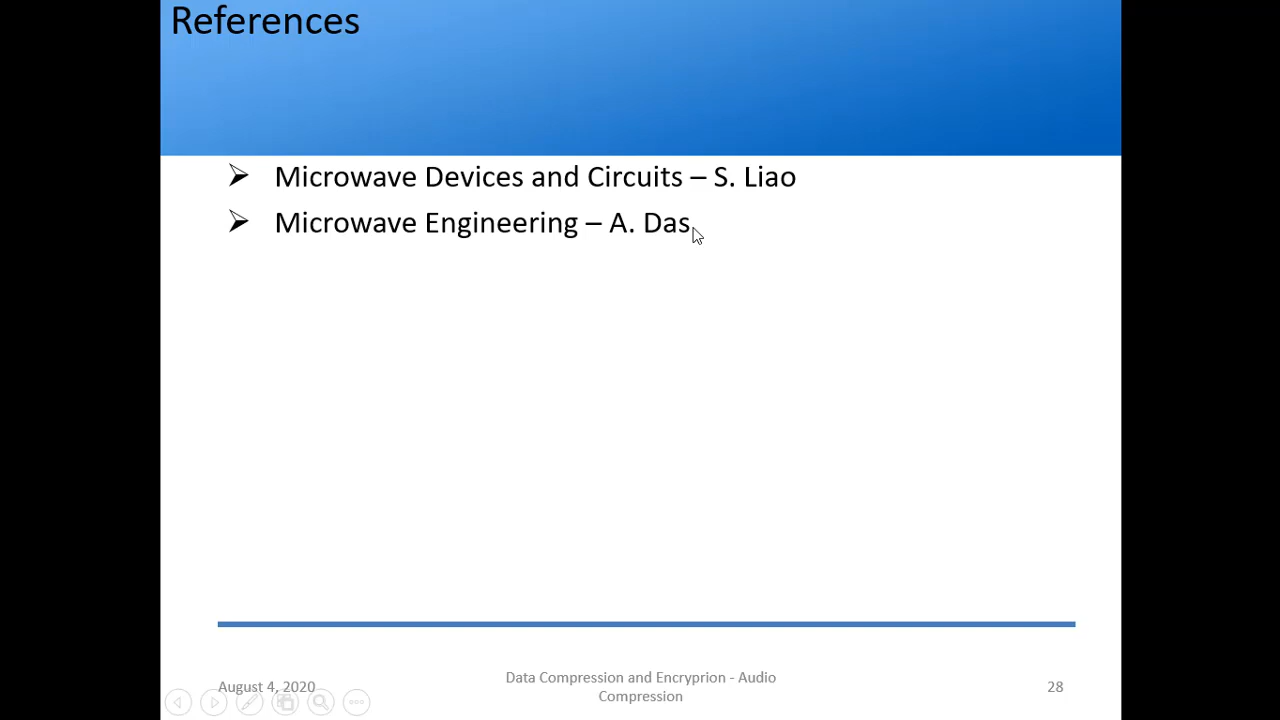 References
Microwave Devices and Circuits – S. Liao
Microwave Engineering – A. Das
August 4, 2020
Data Compression and Encryprion - Audio
Compression
28